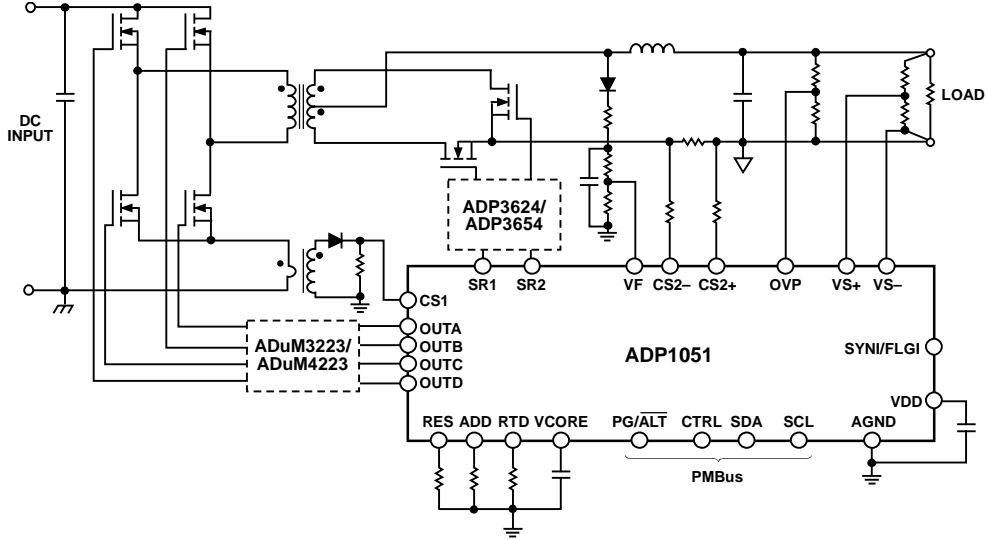 DC
INPUT
LOAD
ADP3624/
ADP3654
SR1
SR2
VF
CS2–
CS2+
OVP
VS+
VS–
CS1
OUTA
OUTB
OUTC
OUTD
ADuM3223/
ADuM4223
ADP1051
SYNI/FLGI
VDD
RES
ADD
RTD
VCORE
PG/ALT
CTRL
SDA
SCL
AGND
PMBus